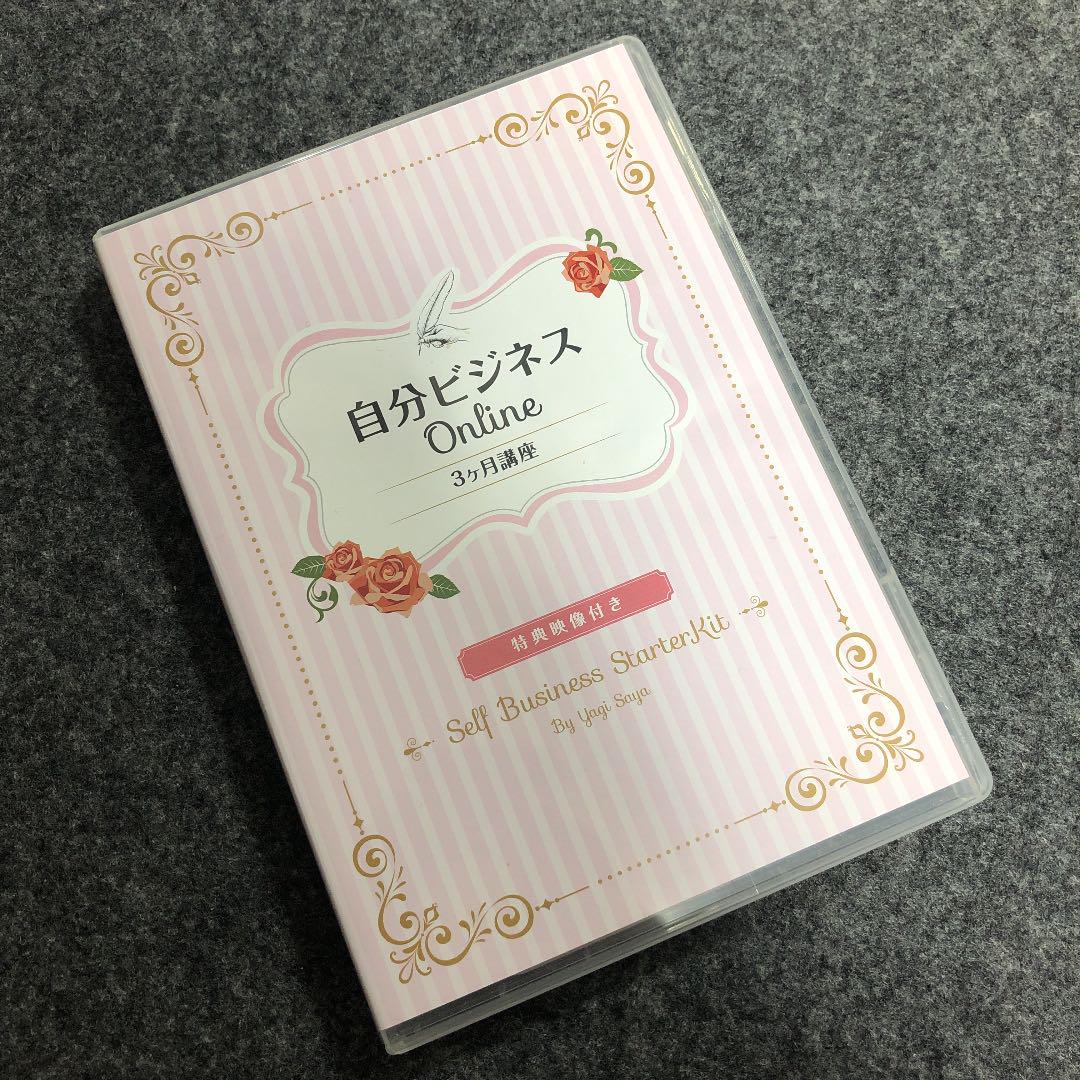 自分ビジネス
Online
3ヶ月講座
特典映像付き
Self Business StarterKit
By Yagi Saya